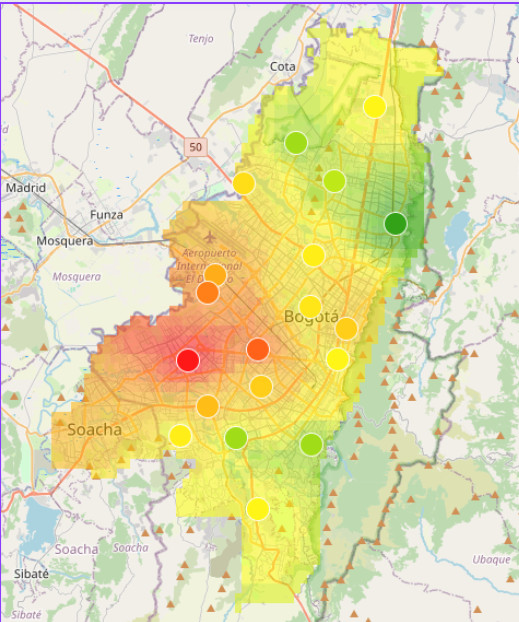 Tenjo
Cota
50
Madrid
Funza
Mosquera
Aeropuerto
Internacional
El Dorado
Mosquera
Bogotá
Soacha
Soacha
Soacha
Sibaté
Sibaté
Ubaque